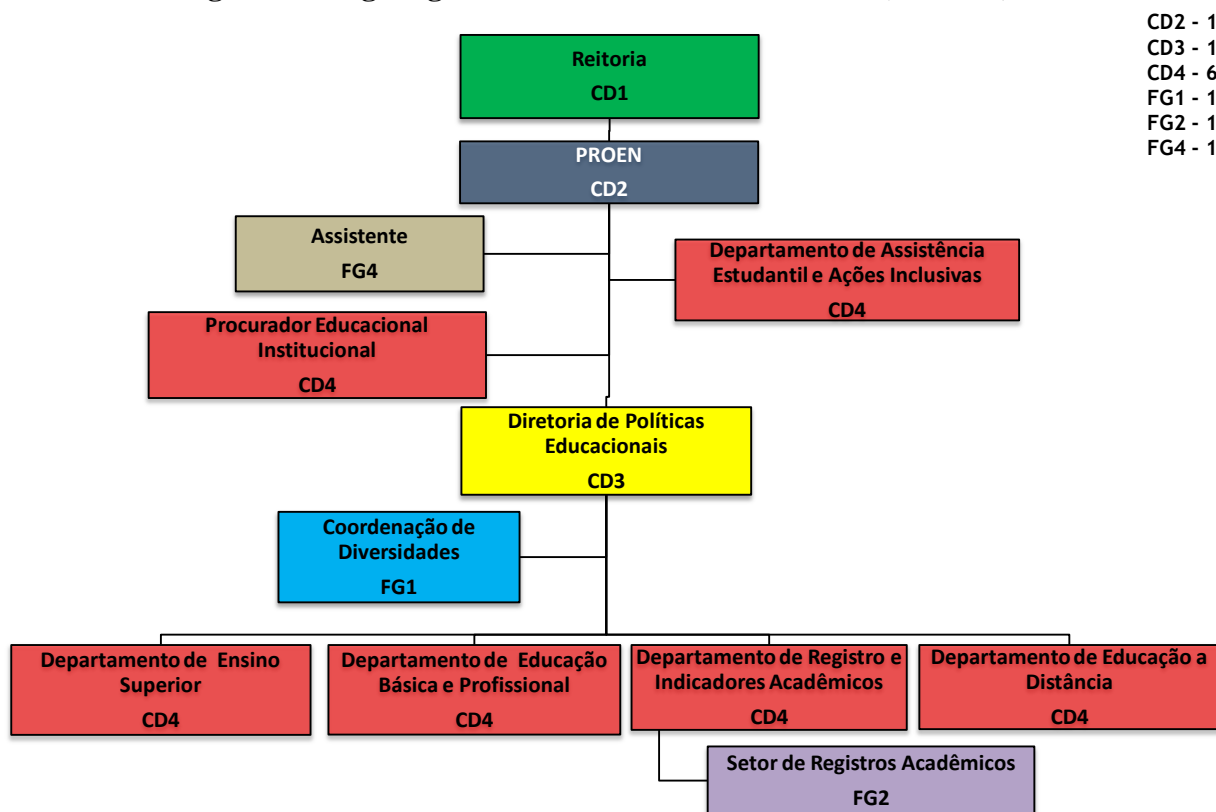 CD2 - 1
CD3 - 1
CD4 - 6
FG1 - 1
FG2 - 1
FG4 - 1
Reitoria
CD1
PROEN
CD2
Assistente
FG4
Departamento de Assistência
Estudantil e Ações Inclusivas
CD4
Procurador Educacional
Institucional
CD4
Diretoria de Políticas
Educacionais
CD3
Coordenação de
Diversidades
FG1
Departamento de Ensino
Superior
CD4
Departamento de Educação
Básica e Profissional
CD4
Departamento de Registro e
Indicadores Acadêmicos
CD4
Departamento de Educação a
Distância
CD4
Setor de Registros Acadêmicos
FG2